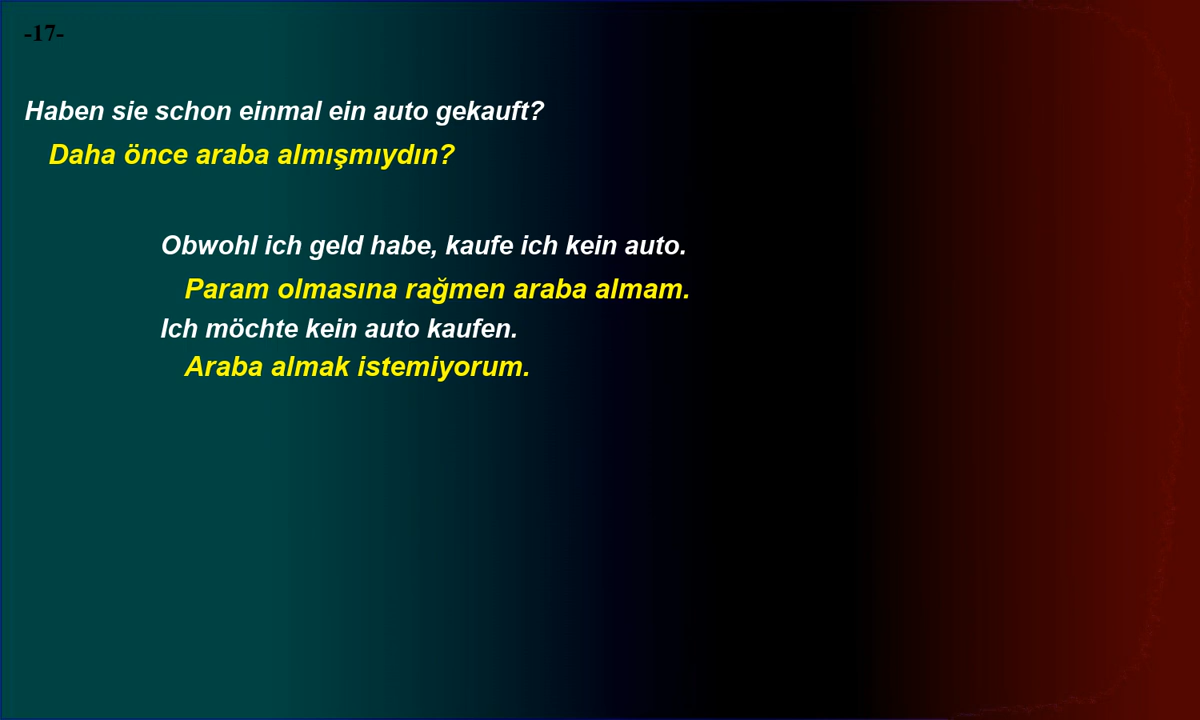 -17-
Haben sie schon einmal ein auto gekauft?
Daha önce araba almışmıydın?
Obwohl ich geld habe, kaufe ich kein auto.
Param olmasına rağmen araba almam.
Ich möchte kein auto kaufen.
Araba almak istemiyorum.